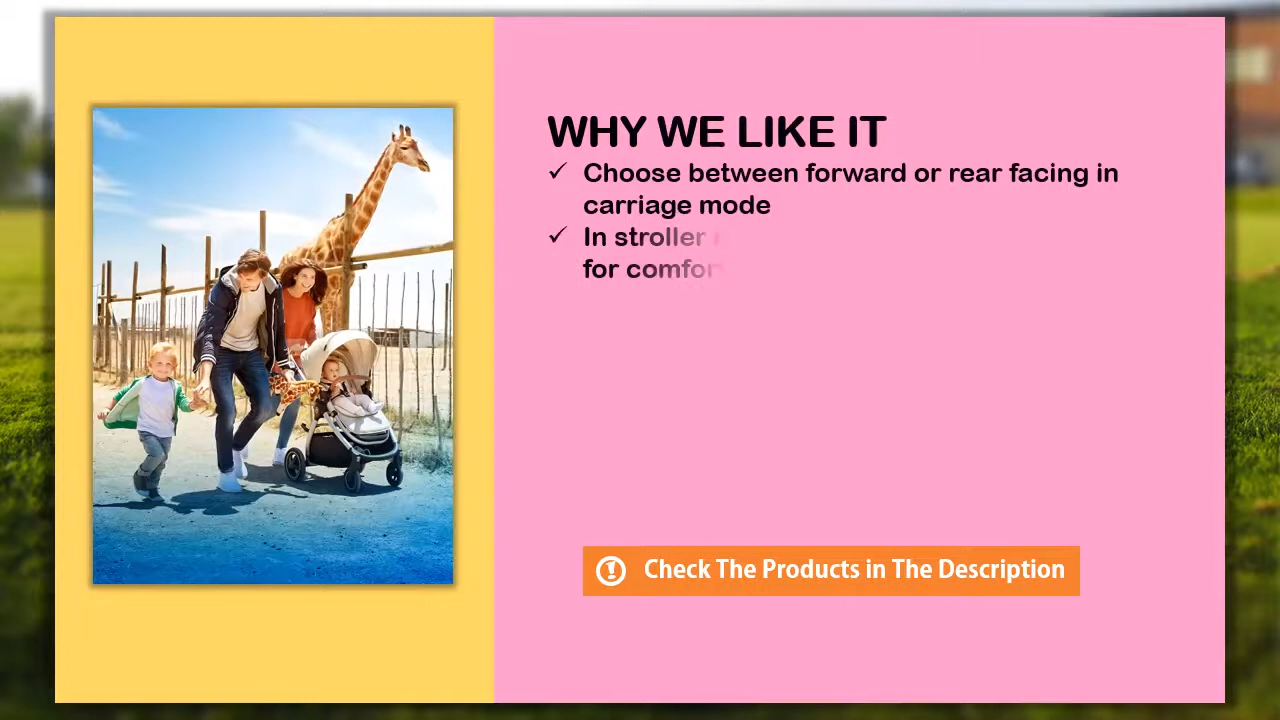 WHY WE LIKE IT
✓ Choose between forward or rear facing in
carriage mode
✓ In stroller
for
Check The Products in The Description